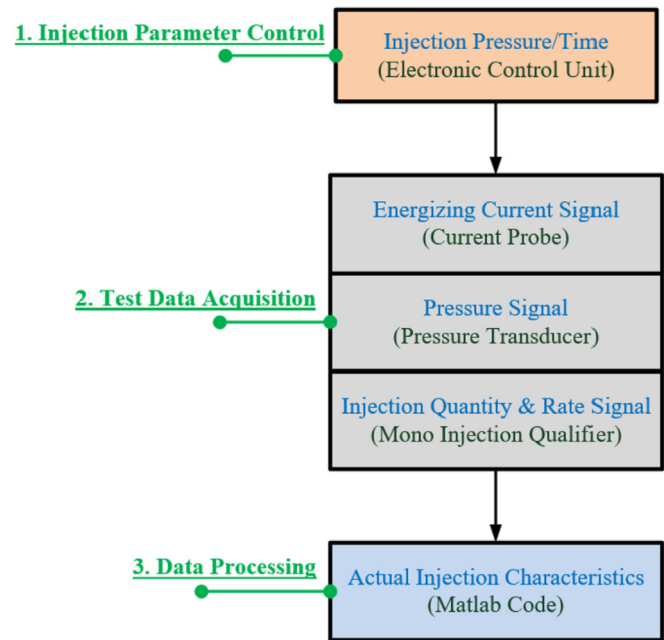 1. Injection Parameter Control
Injection Pressure/Time
(Electronic Control Unit)
Energizing Current Signal
(Current Probe)
2. Test Data Acquisition
Pressure Signal
(Pressure Transducer)
Injection Quantity & Rate Signal
(Mono Injection Qualifier)
3. Data Processing
Actual Injection Characteristics
(Matlab Code)